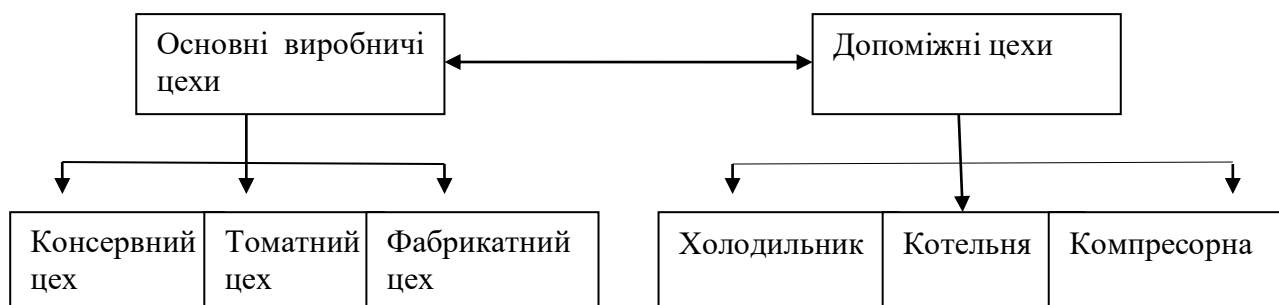 Основні виробничі
цехи
Допоміжні цехи
Консервний
цех
Томатний
цех
Фабрикатний
цех
Холодильник
Котельня
Компресорна